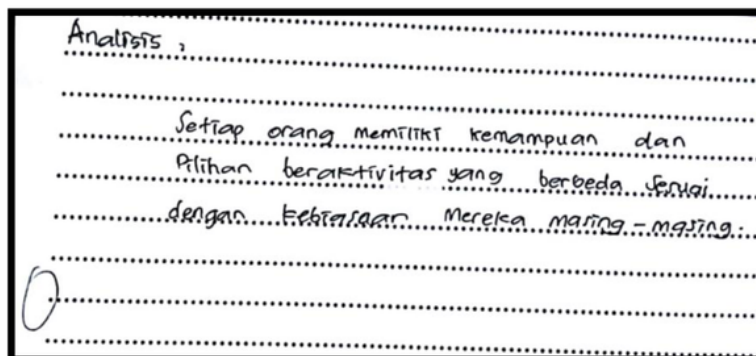 Analisis,
Setiap orang memiliki kemampuan dan
Pilihan beraktivitas yang berbeda sesuai
dengan kebiasaan mereka masing-masing.